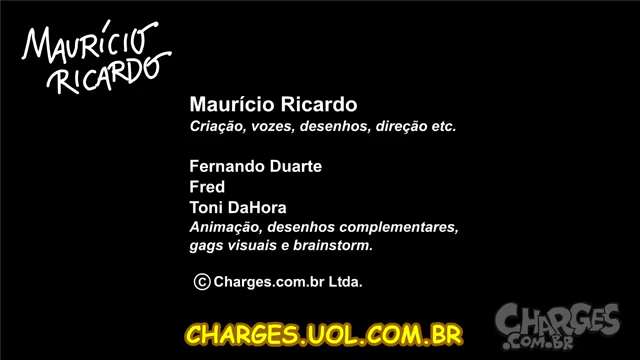 MAURÍCIO
RICARDO
Maurício Ricardo
Criação, vozes, desenhos, direção etc.
Fernando Duarte
Fred
Toni DaHora
Animação, desenhos complementares,
gags visuais e brainstorm.
© Charges.com.br Ltda.
CHARGES.UOL.COM.BR
CHARGES
.COM.BR